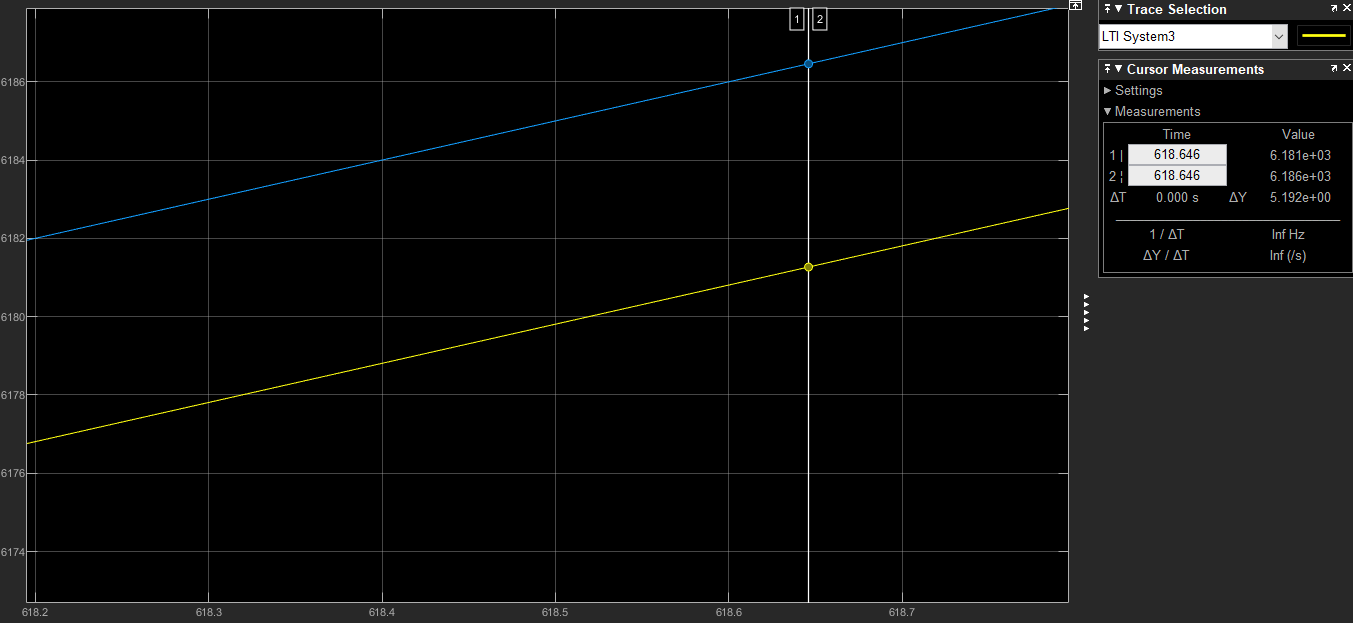 1 2
6186
6184
6182
6180
6178
6176
6174
618.2 618.3 618.4 618.5 618.6 618.7
Trace Selection
LTI System3
Cursor Measurements
Settings
Measurements
Time Value
1 618.646 6.181e+03
2 618.646 6.186e+03
ΔT 0.000 s ΔY 5.192e+00
1 / ΔT Inf Hz
ΔY / ΔT Inf (/s)